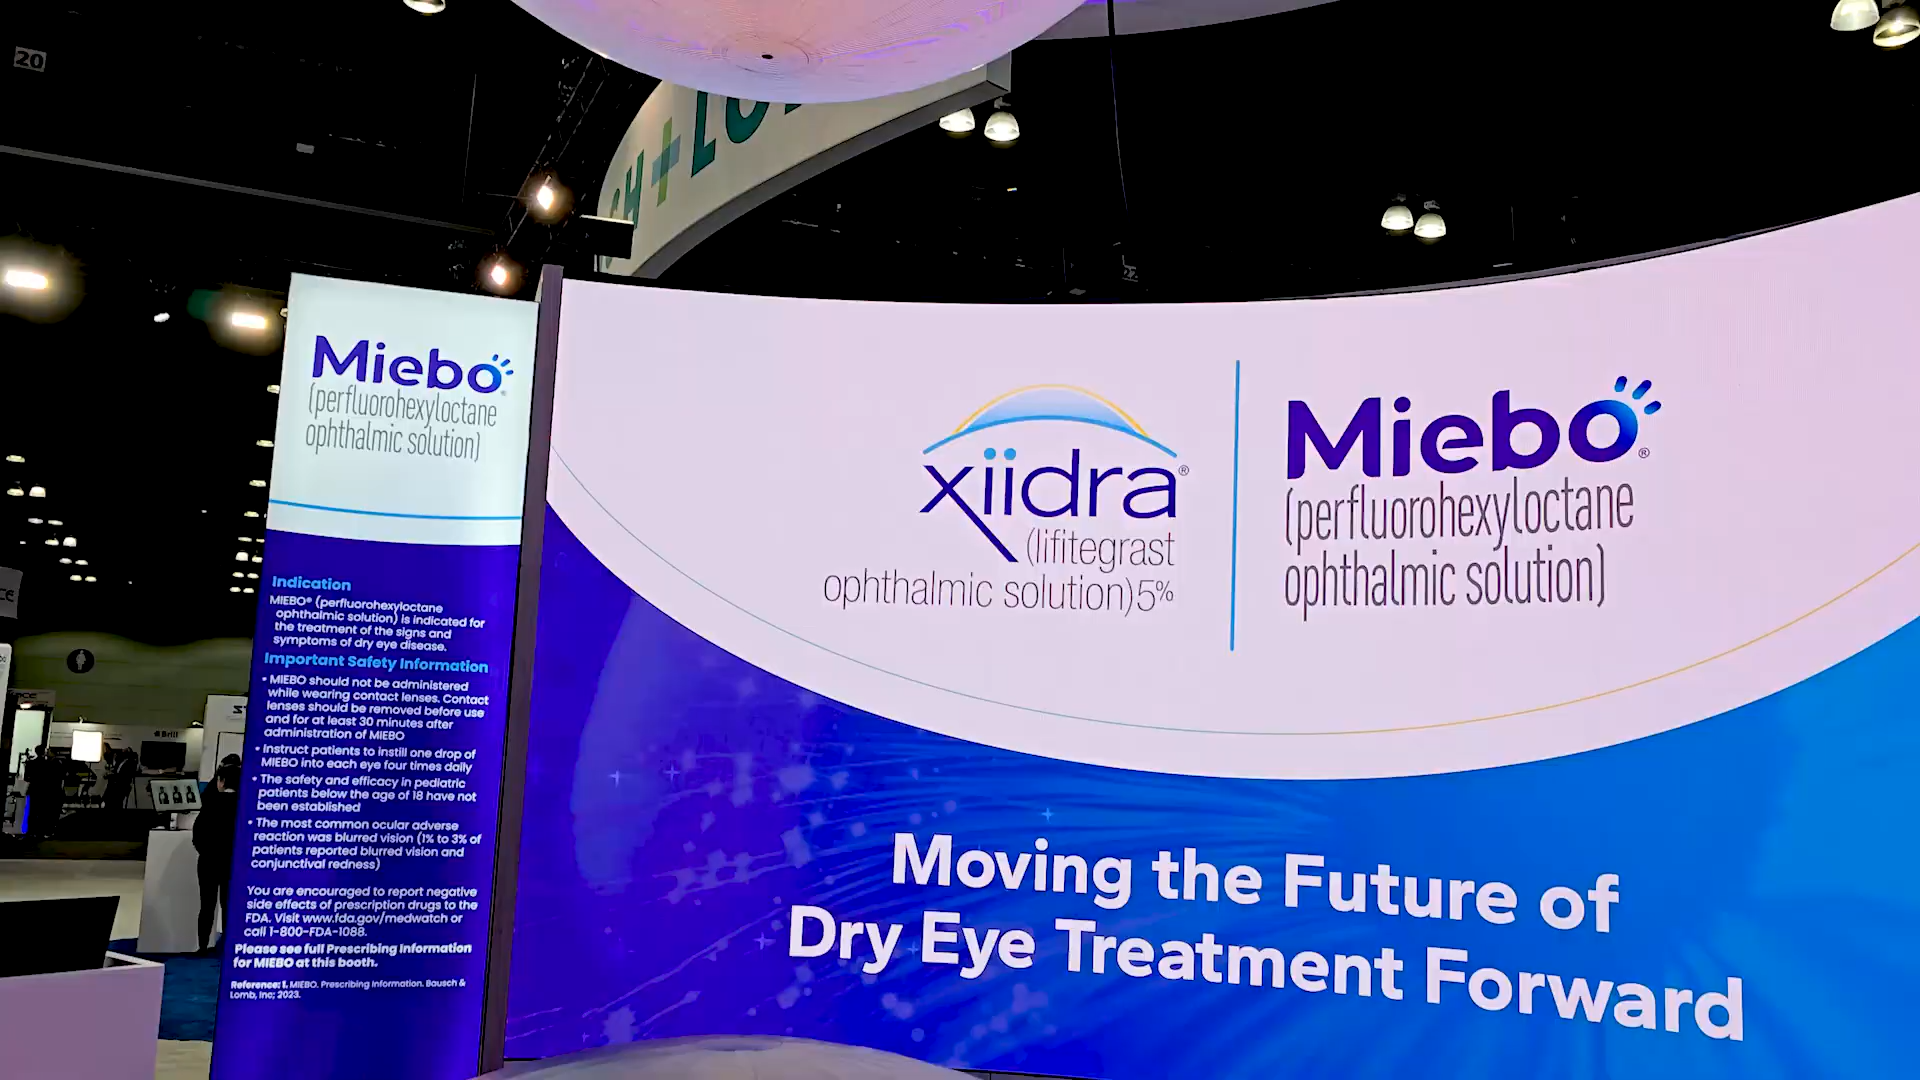 20
H+LO
22
Miebo®
(perfluorohexyloctane
ophthalmic solution)
Indication
MIEBO® (perfluorohexyloctane
ophthalmic solution) is indicated for
the treatment of the signs and
symptoms of dry eye disease.
Important Safety Information
• MIEBO should not be administered
while wearing contact lenses. Contact
lenses should be removed before use
and for at least 30 minutes after
administration of MIEBO
• Instruct patients to instill one drop of
MIEBO into each eye four times daily
• The safety and efficacy in pediatric
patients below the age of 18 have not
been established
• The most common ocular adverse
reaction was blurred vision (1% to 3% of
patients reported blurred vision and
conjunctival redness)
You are encouraged to report negative
side effects of prescription drugs to the
FDA. Visit www.fda.gov/medwatch or
call 1-800-FDA-1088.
Please see full Prescribing Information
for MIEBO at this booth.
Reference: 1. MIEBO. Prescribing Information. Bausch &
Lomb, Inc; 2023.
xiidra®
(lifitegrast
ophthalmic solution)5%
Miebo®
(perfluorohexyloctane
ophthalmic solution)
Moving the Future of
Dry Eye Treatment Forward
Brill